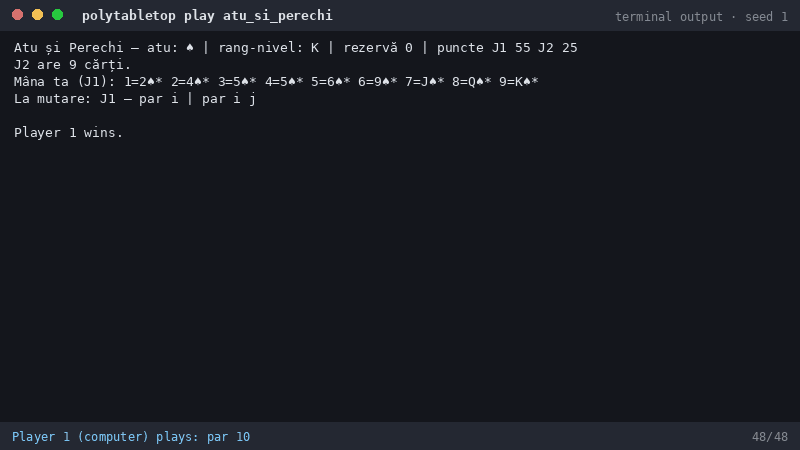 polytabletop play atu_si_perechi
terminal output · seed 1
Atu și Perechi — atu: ♠ | rang-nivel: K | rezervă 0 | puncte J1 55 J2 25
J2 are 9 cărți.
Mâna ta (J1): 1=2♠* 2=4♠* 3=5♠* 4=5♠* 5=6♠* 6=9♠* 7=J♠* 8=Q♠* 9=K♠*
La mutare: J1 — par i | par i j
Player 1 wins.
Player 1 (computer) plays: par 10
48/48